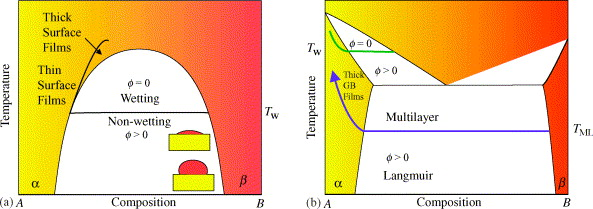 Thick
Surface
Films
Thin
Surface
Films
Temperature
ϕ = 0
Wetting
Non-wetting
ϕ > 0
T_W
α
β
(a)
A
Composition
B
T_W
ϕ = 0
ϕ > 0
Thick
GB
Films
Temperature
Multilayer
T_ML
ϕ > 0
Langmuir
α
β
(b)
A
Composition
B